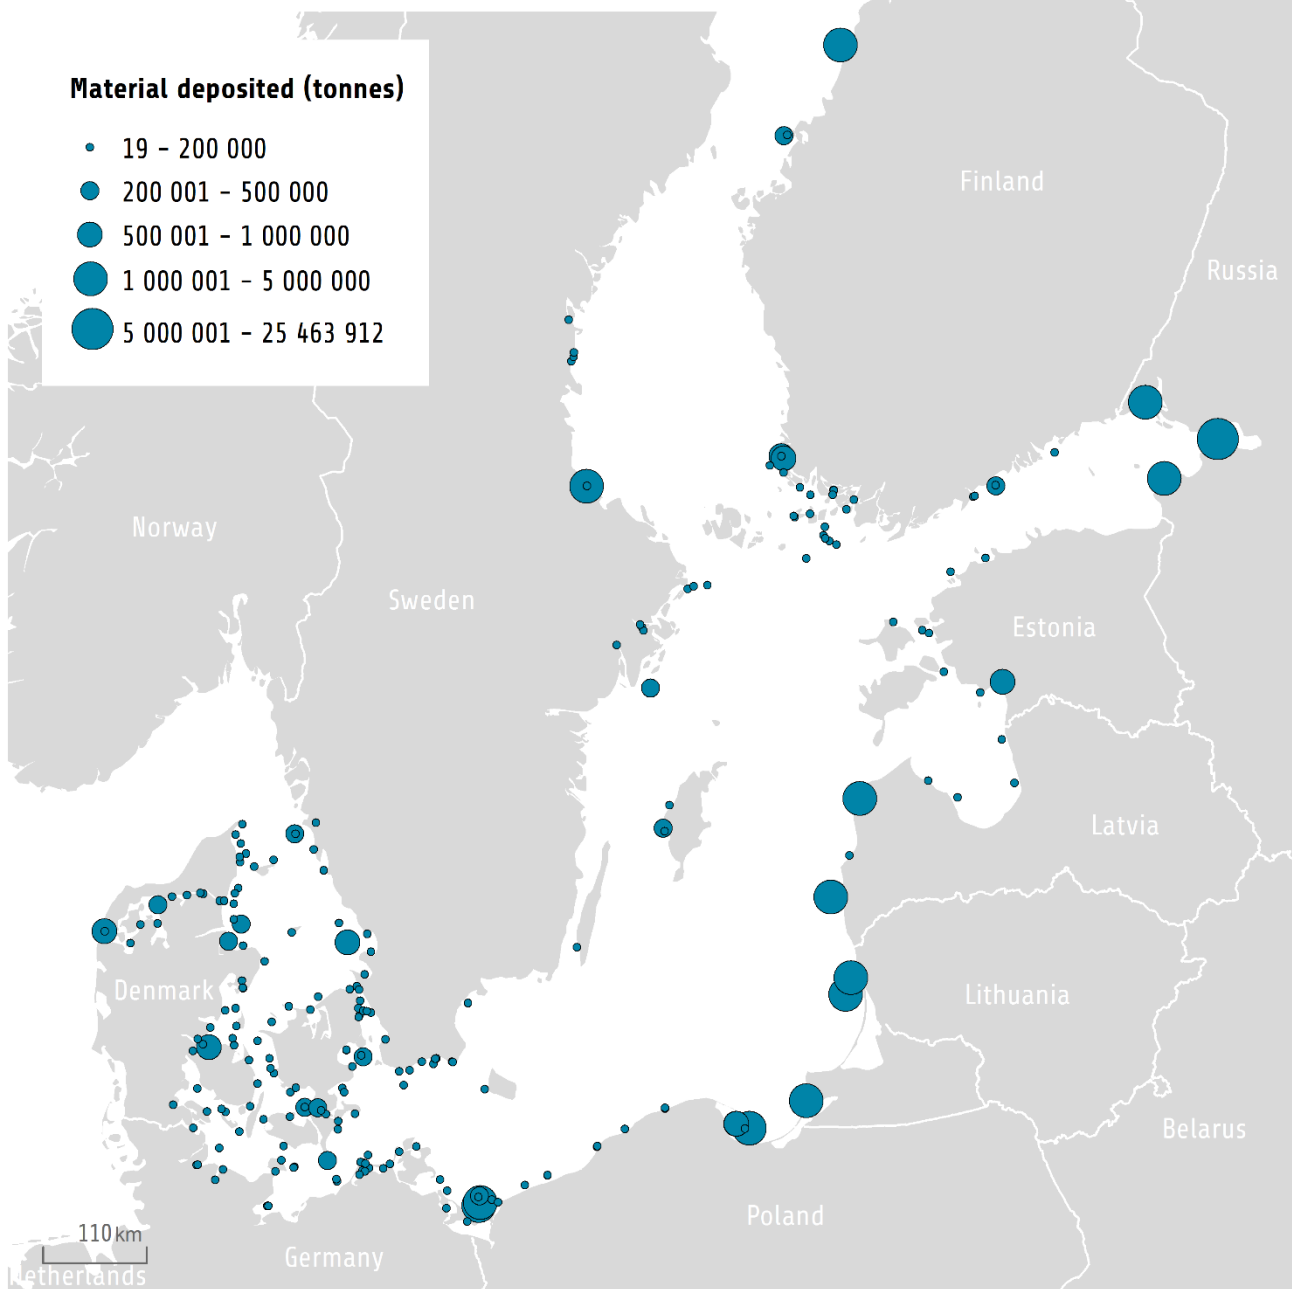 Material deposited (tonnes)
19 – 200 000
200 001 – 500 000
500 001 – 1 000 000
1 000 001 – 5 000 000
5 000 001 – 25 463 912
Finland
Russia
Norway
Sweden
Estonia
Latvia
Denmark
Lithuania
Belarus
Poland
110 km
Germany
Netherlands